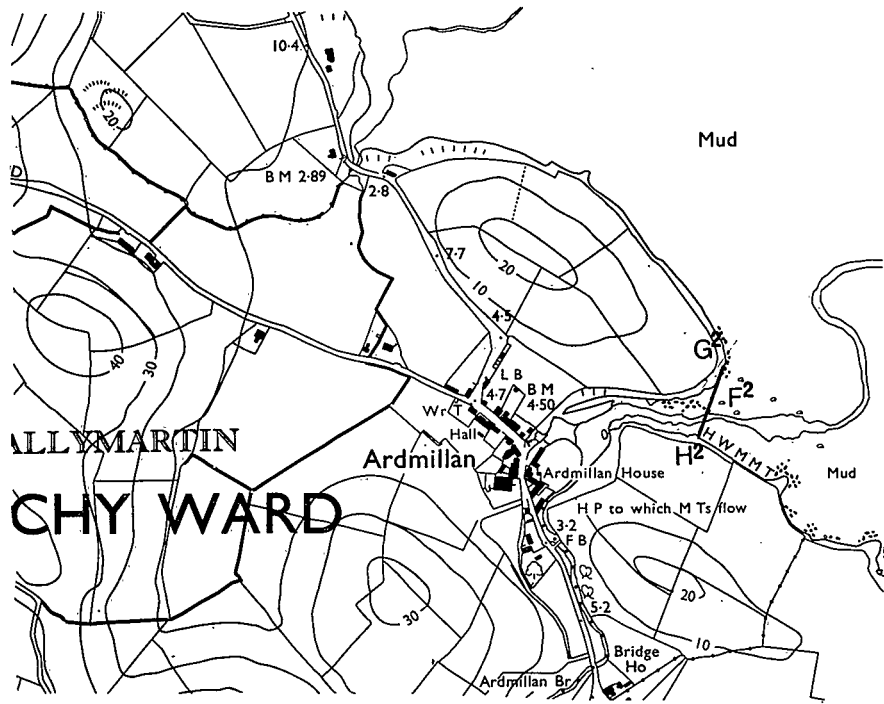 10·4
20
Mud
B M 2·89
2·8
7·7
20
10
4·5
40
30
G²
F²
L B
4·7
B M
4·50
Wr T
Hall
ALLYMARTIN
Ardmillan
H²
H W M M T
Mud
Ardmillan House
CHY WARD
H P to which M Ts flow
3·2
F B
30
20
5·2
10
Bridge
Ho
Ardmillan Br